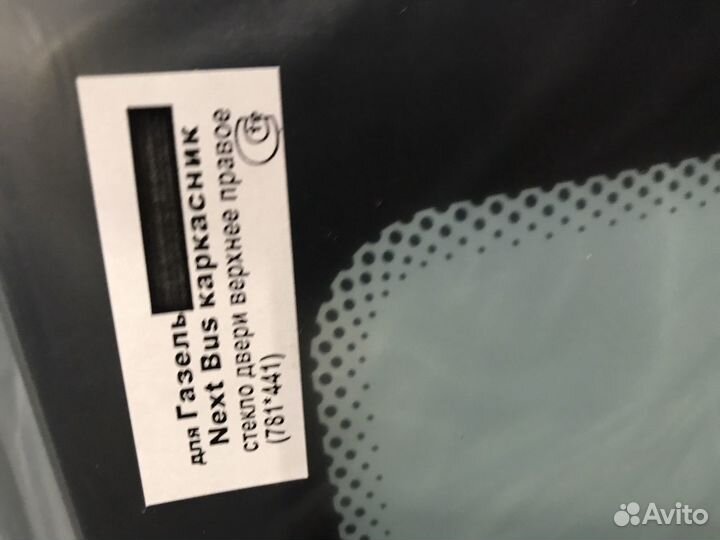 для Газель
Next Bus каркасник
стекло двери верхнее правое
(781*441)
Avito